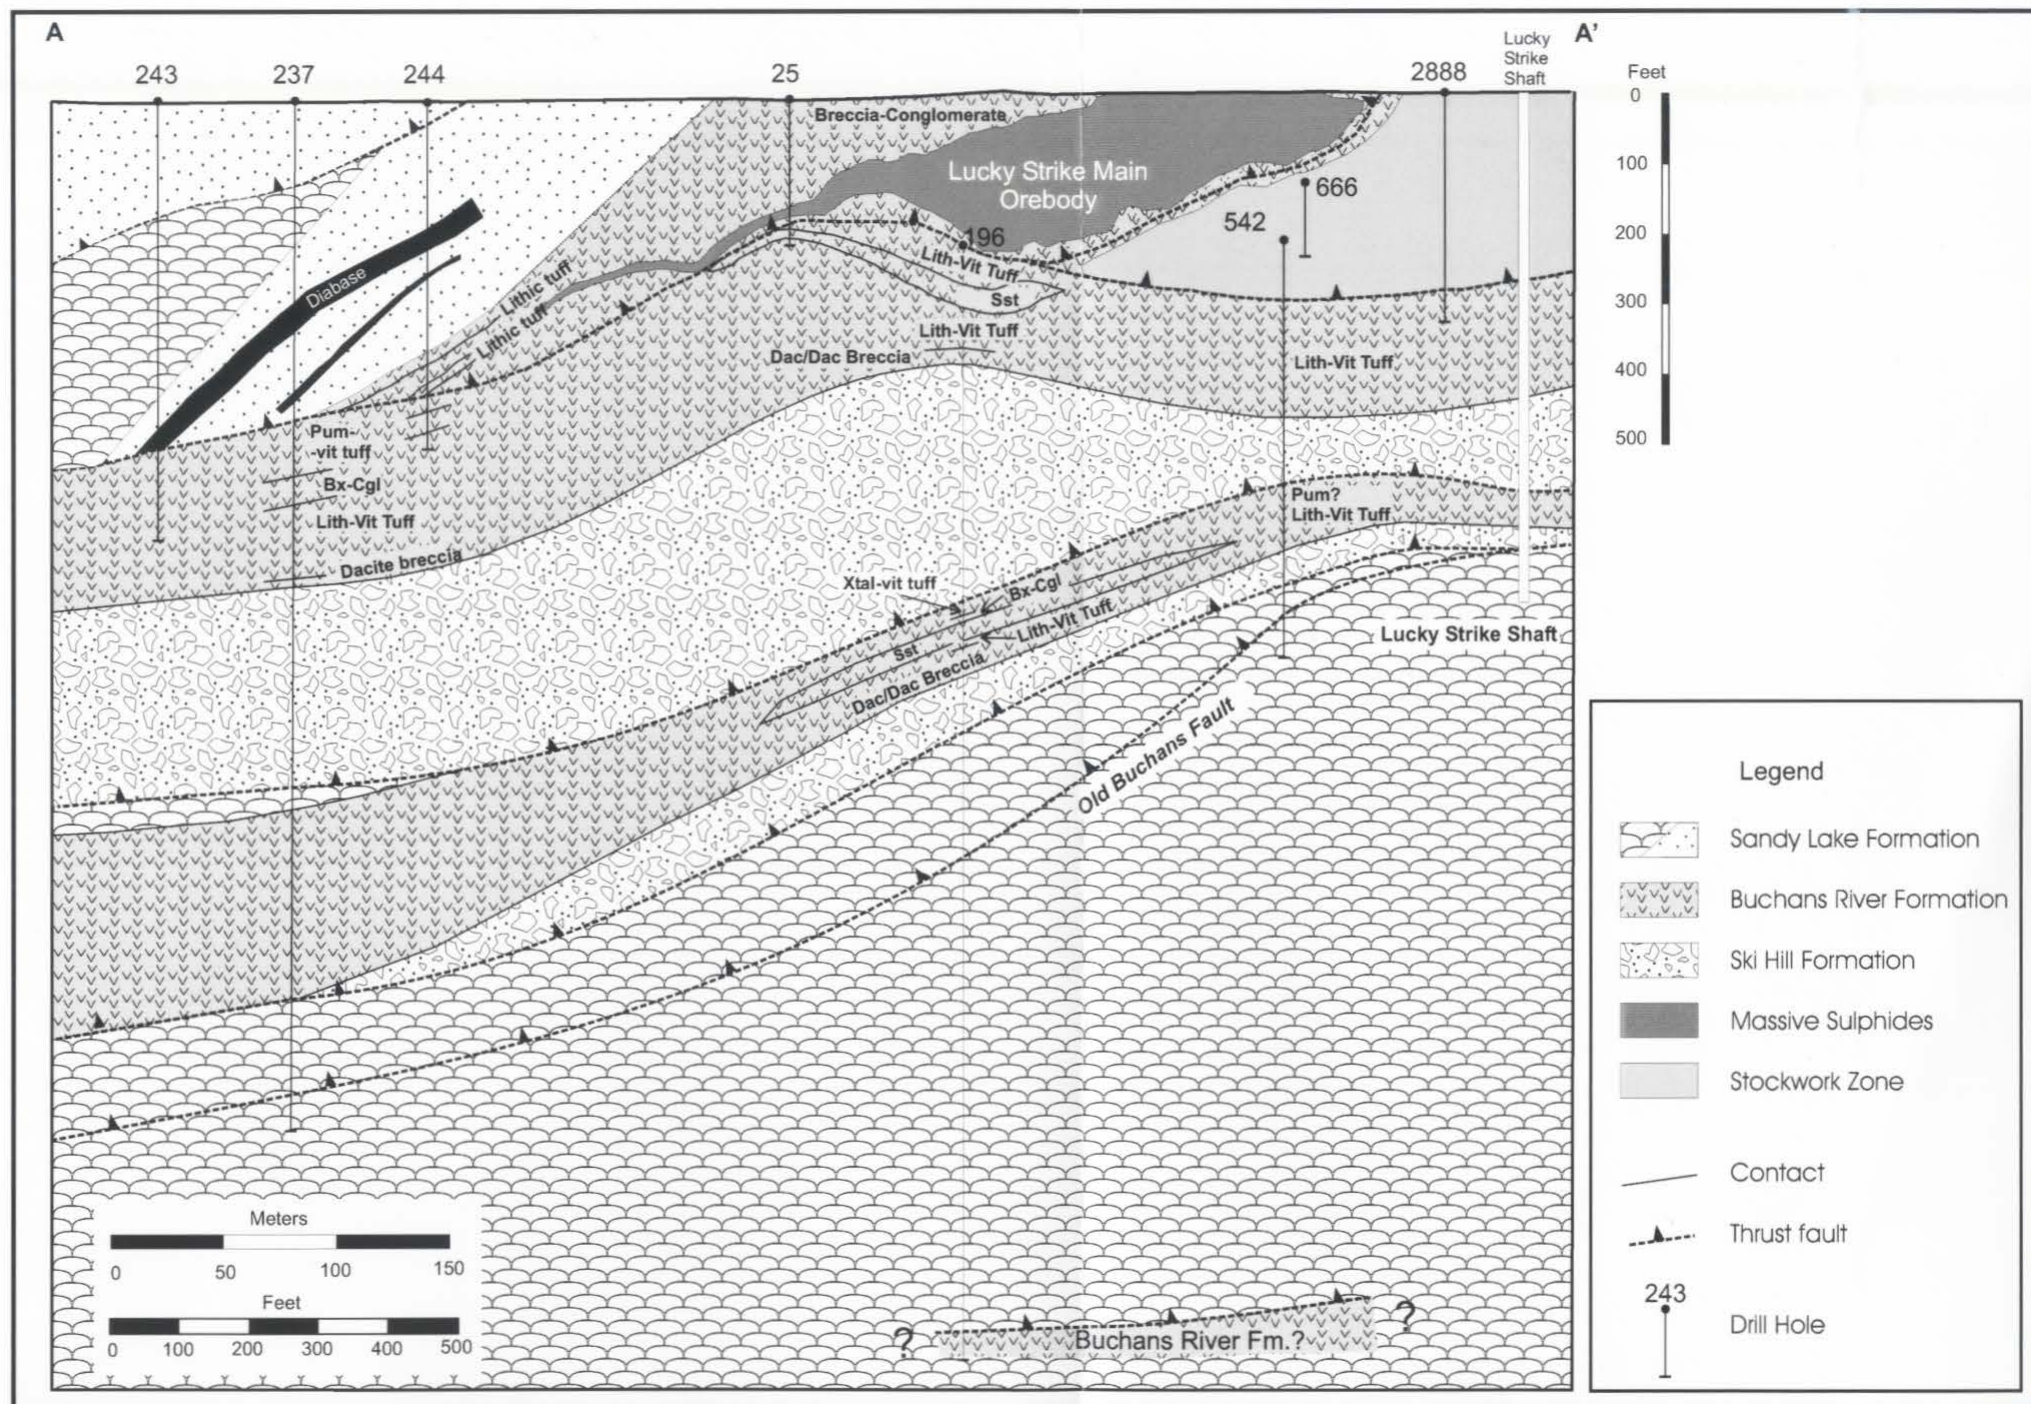 A
A'
243
237
244
25
2888
Lucky
Strike
Shaft
Feet
0
100
200
300
400
500
Breccia-Conglomerate
Lucky Strike Main
Orebody
666
542
196
Lith-Vit Tuff
Sst
Lith-Vit Tuff
Dac/Dac Breccia
Lith-Vit Tuff
Diabase
Lithic tuff
Lithic tuff
Pum-
-vit tuff
Bx-Cgl
Lith-Vit Tuff
Dacite breccia
Pum?
Lith-Vit Tuff
Xtal-vit tuff
Bx-Cgl
Lith-Vit Tuff
Sst
Dac/Dac Breccia
Lucky Strike Shaft
Old Buchans Fault
Legend
Sandy Lake Formation
Buchans River Formation
Ski Hill Formation
Massive Sulphides
Stockwork Zone
Contact
Thrust fault
243
Drill Hole
Meters
0 50 100 150
Feet
0 100 200 300 400 500
? Buchans River Fm.? ?